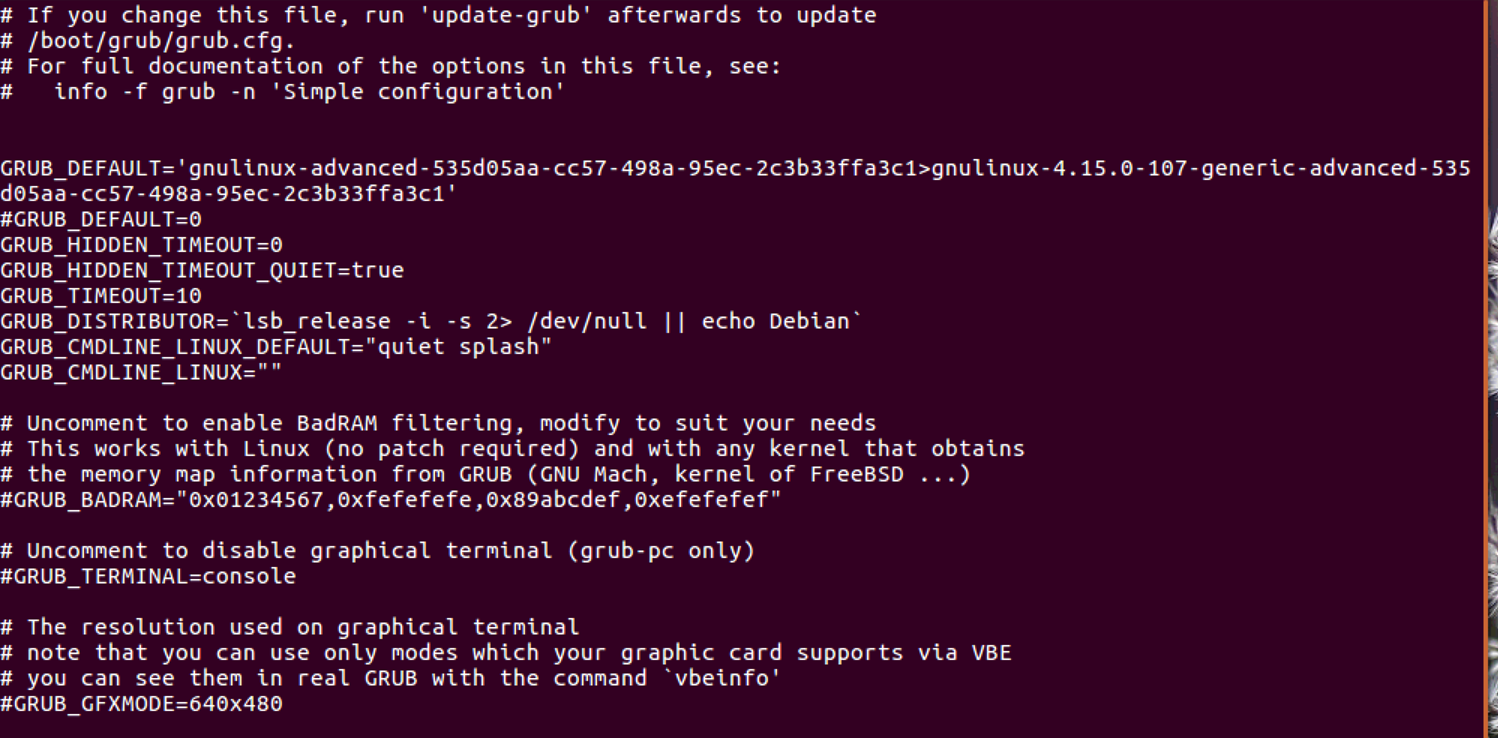 # If you change this file, run 'update-grub' afterwards to update
# /boot/grub/grub.cfg.
# For full documentation of the options in this file, see:
#   info -f grub -n 'Simple configuration'
GRUB_DEFAULT='gnulinux-advanced-535d05aa-cc57-498a-95ec-2c3b33ffa3c1>gnulinux-4.15.0-107-generic-advanced-535
d05aa-cc57-498a-95ec-2c3b33ffa3c1'
#GRUB_DEFAULT=0
GRUB_HIDDEN_TIMEOUT=0
GRUB_HIDDEN_TIMEOUT_QUIET=true
GRUB_TIMEOUT=10
GRUB_DISTRIBUTOR=`lsb_release -i -s 2> /dev/null || echo Debian`
GRUB_CMDLINE_LINUX_DEFAULT="quiet splash"
GRUB_CMDLINE_LINUX=""
# Uncomment to enable BadRAM filtering, modify to suit your needs
# This works with Linux (no patch required) and with any kernel that obtains
# the memory map information from GRUB (GNU Mach, kernel of FreeBSD ...)
#GRUB_BADRAM="0x01234567,0xfefefefe,0x89abcdef,0xefefefef"
# Uncomment to disable graphical terminal (grub-pc only)
#GRUB_TERMINAL=console
# The resolution used on graphical terminal
# note that you can use only modes which your graphic card supports via VBE
# you can see them in real GRUB with the command `vbeinfo'
#GRUB_GFXMODE=640x480